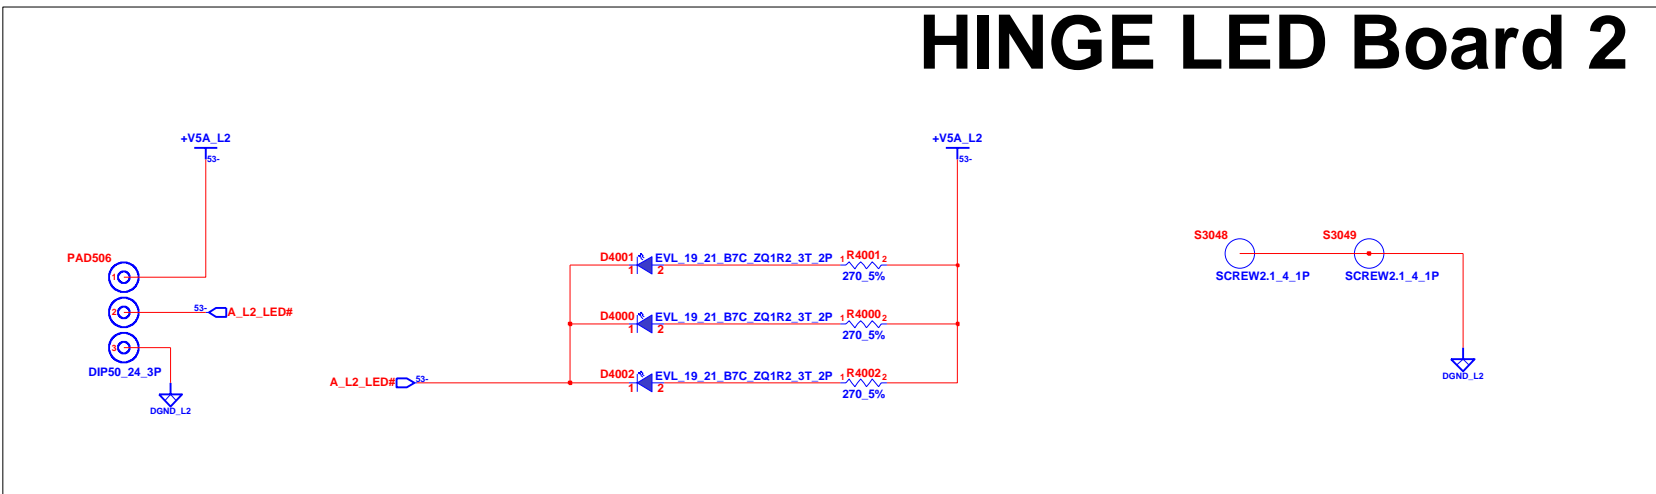 HINGE LED Board 2
+V5A_L2
53-
+V5A_L2
53-
PAD506
1
2
3
53-
A_L2_LED#
DIP50_24_3P
DGND_L2
A_L2_LED#
53-
D4001
1
2
EVL_19_21_B7C_ZQ1R2_3T_2P
1
R4001
2
270_5%
D4000
1
2
EVL_19_21_B7C_ZQ1R2_3T_2P
1
R4000
2
270_5%
D4002
1
2
EVL_19_21_B7C_ZQ1R2_3T_2P
1
R4002
2
270_5%
S3048
SCREW2.1_4_1P
S3049
SCREW2.1_4_1P
DGND_L2